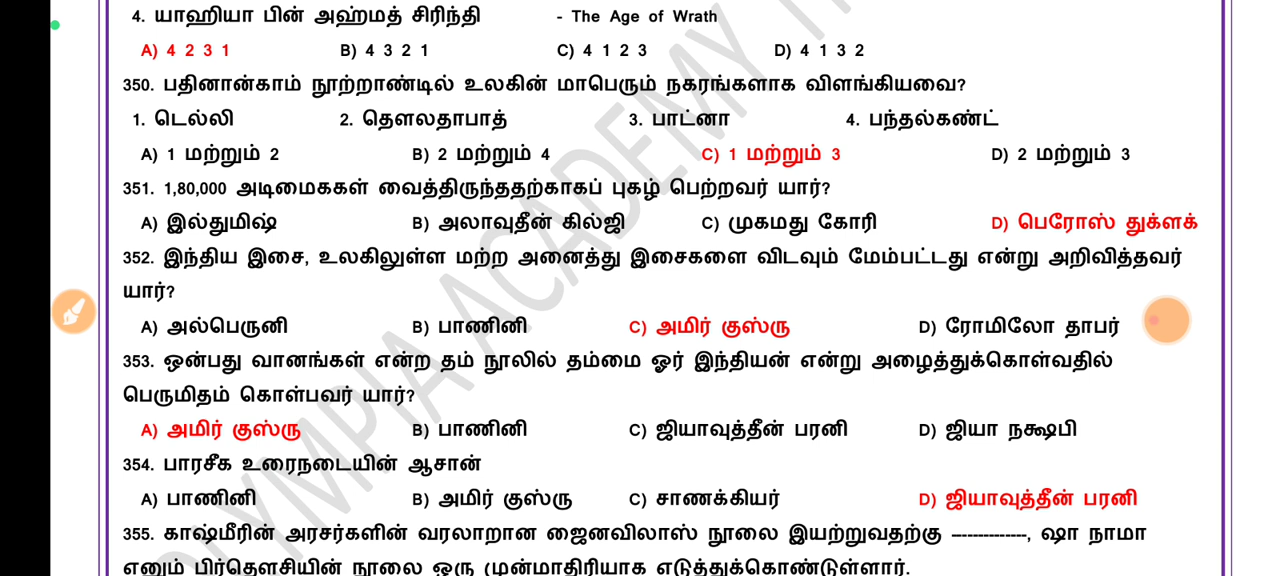 4. யாஹியா பின் அஹ்மத் சிரிந்தி - The Age of Wrath
A) 4 2 3 1 B) 4 3 2 1 C) 4 1 2 3 D) 4 1 3 2
350. பதினான்காம் நூற்றாண்டில் உலகின் மாபெரும் நகரங்களாக விளங்கியவை?
1. டெல்லி 2. தௌலதாபாத் 3. பாட்னா 4. பந்தல்கண்ட்
A) 1 மற்றும் 2 B) 2 மற்றும் 4 C) 1 மற்றும் 3 D) 2 மற்றும் 3
351. 1,80,000 அடிமைககள் வைத்திருந்ததற்காகப் புகழ் பெற்றவர் யார்?
A) இல்துமிஷ் B) அலாவுதீன் கில்ஜி C) முகமது கோரி D) பெரோஸ் துக்ளக்
352. இந்திய இசை, உலகிலுள்ள மற்ற அனைத்து இசைகளை விடவும் மேம்பட்டது என்று அறிவித்தவர்
யார்?
A) அல்பெருனி B) பாணினி C) அமிர் குஸ்ரு D) ரோமிலோ தாபர்
353. ஒன்பது வானங்கள் என்ற தம் நூலில் தம்மை ஓர் இந்தியன் என்று அழைத்துக்கொள்வதில்
பெருமிதம் கொள்பவர் யார்?
A) அமிர் குஸ்ரு B) பாணினி C) ஜியாவுத்தீன் பரனி D) ஜியா நக்ஷபி
354. பாரசீக உரைநடையின் ஆசான்
A) பாணினி B) அமிர் குஸ்ரு C) சாணக்கியர் D) ஜியாவுத்தீன் பரனி
355. காஷ்மீரின் அரசர்களின் வரலாறான ஜைனவிலாஸ் நூலை இயற்றுவதற்கு -------------, ஷா நாமா
எனும் பிர்தௌசியின் நூலை ஒரு முன்மாதிரியாக எடுத்துக்கொண்டுள்ளார்.
LYMPIA ACADEMY